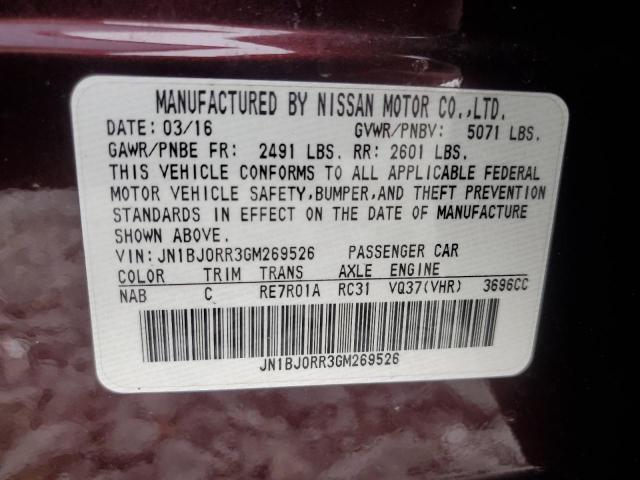 MANUFACTURED BY NISSAN MOTOR CO.,LTD.
DATE: 03/16 GVWR/PNBV: 5071 LBS.
GAWR/PNBE FR: 2491 LBS. RR: 2601 LBS.
THIS VEHICLE CONFORMS TO ALL APPLICABLE FEDERAL
MOTOR VEHICLE SAFETY,BUMPER,AND THEFT PREVENTION
STANDARDS IN EFFECT ON THE DATE OF MANUFACTURE
SHOWN ABOVE.
VIN: JN1BJ0RR3GM269526 PASSENGER CAR
COLOR TRIM TRANS AXLE ENGINE
NAB C RE7R01A RC31 VQ37(VHR) 3696CC
JN1BJ0RR3GM269526